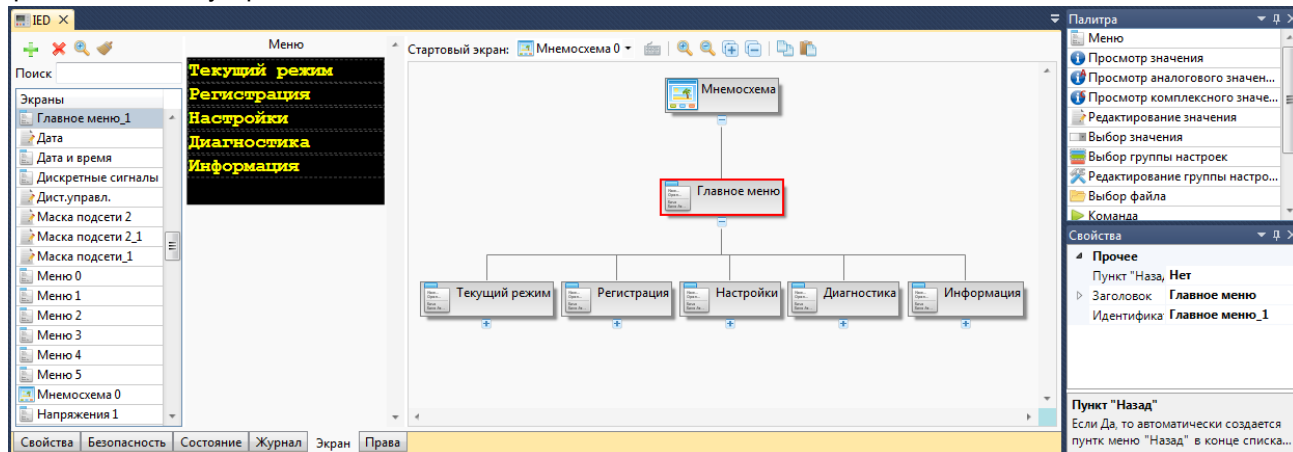 IED
Меню
Поиск
Экраны
Главное меню_1
Дата
Дата и время
Дискретные сигналы
Дист.управл.
Маска подсети 2
Маска подсети 2_1
Маска подсети_1
Меню 0
Меню 1
Меню 2
Меню 3
Меню 4
Меню 5
Мнемосхема 0
Напряжения 1
Текущий режим
Регистрация
Настройки
Диагностика
Информация
Стартовый экран: Мнемосхема 0
Мнемосхема
Главное меню
Текущий режим
Регистрация
Настройки
Диагностика
Информация
Свойства Безопасность Состояние Журнал Экран Права
Палитра
Меню
Просмотр значения
Просмотр аналогового значен...
Просмотр комплексного значе...
Редактирование значения
Выбор значения
Выбор группы настроек
Редактирование группы настро...
Выбор файла
Команда
Свойства
Прочее
Пункт "Наза, Нет
Заголовок Главное меню
Идентифика Главное меню_1
Пункт "Назад"
Если Да, то автоматически создается
пунтк меню "Назад" в конце списка...